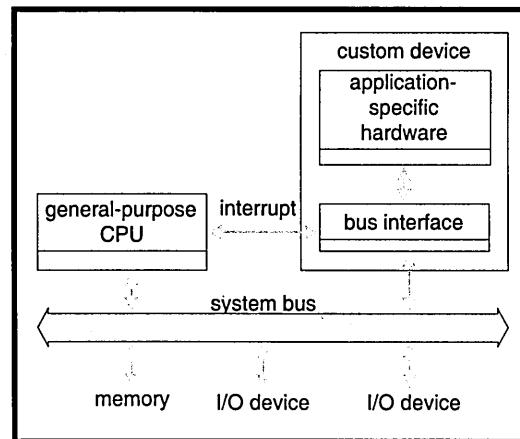 custom device
application-
specific
hardware
general-purpose
CPU
interrupt
bus interface
system bus
memory
I/O device
I/O device